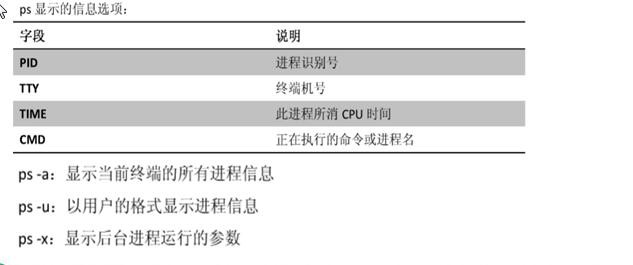 ps 显示的信息选项：
字段 说明
PID 进程识别号
TTY 终端机号
TIME 此进程所消 CPU 时间
CMD 正在执行的命令或进程名
ps -a：显示当前终端的所有进程信息
ps -u：以用户的格式显示进程信息
ps -x：显示后台进程运行的参数